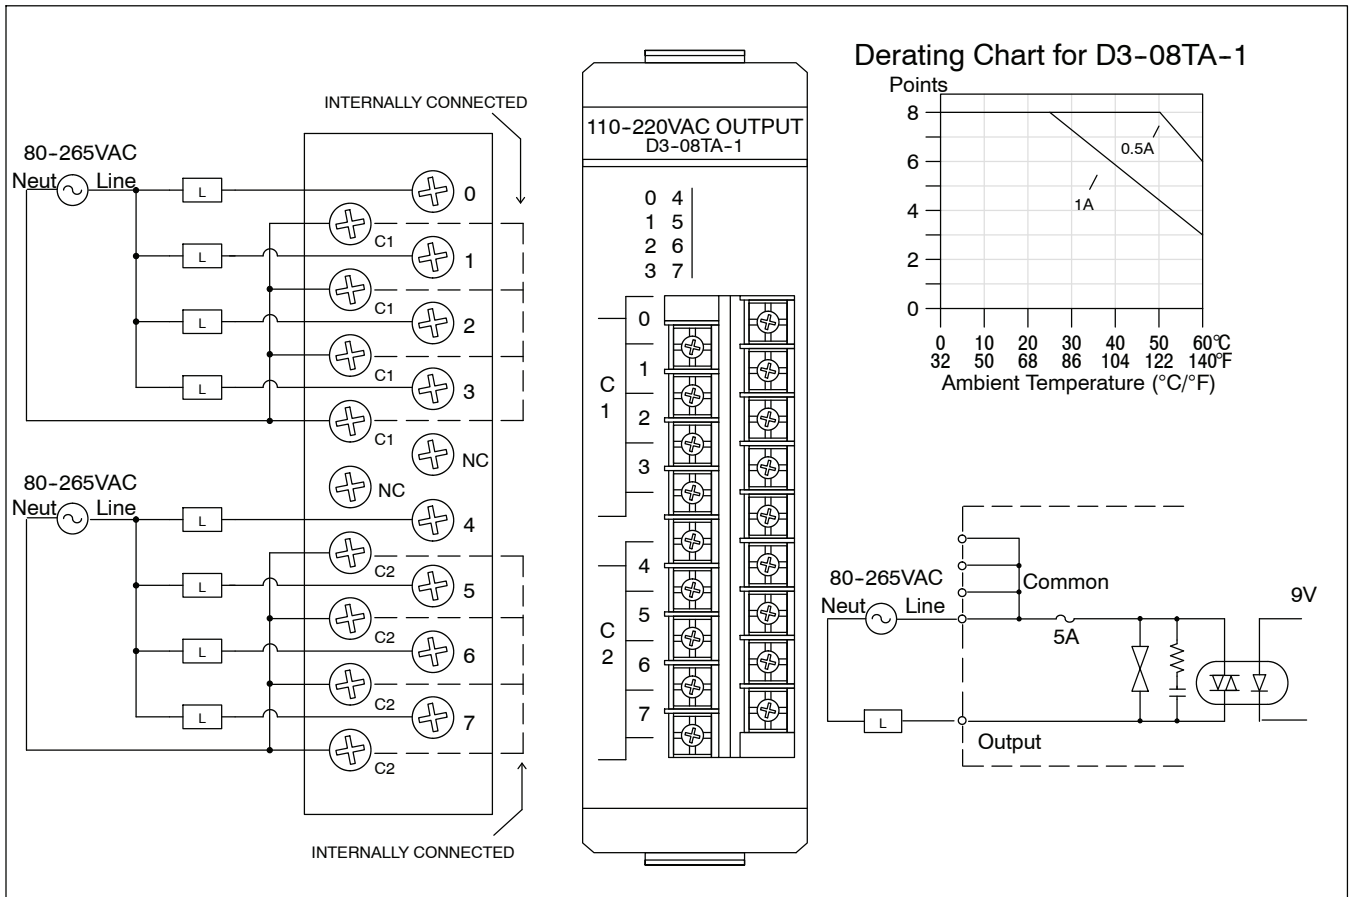 INTERNALLY CONNECTED
80-265VAC
Neut Line
L
0
C1
L
1
C1
L
2
C1
L
3
C1
NC
NC
80-265VAC
Neut Line
L
4
C2
L
5
C2
L
6
C2
L
7
C2
INTERNALLY CONNECTED
110-220VAC OUTPUT
D3-08TA-1
0 4
1 5
2 6
3 7
C1
0
1
2
3
C2
4
5
6
7
Derating Chart for D3-08TA-1
Points
8
6
4
2
0
0.5A
1A
0 10 20 30 40 50 60°C
32 50 68 86 104 122 140°F
Ambient Temperature (°C/°F)
80-265VAC
Neut Line
Common
5A
9V
L
Output